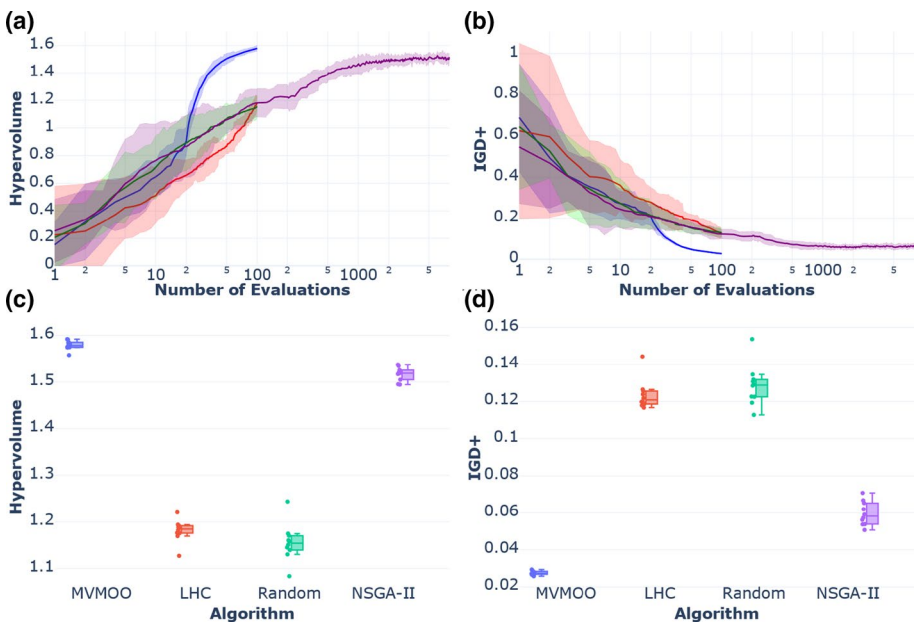 (a)
1.6
1.4
1.2
1
0.8
0.6
0.4
0.2
0
Hypervolume
1 2 5 10 2 5 100 2 5 1000 2 5
Number of Evaluations
(b)
1
0.8
0.6
0.4
0.2
0
IGD+
1 2 5 10 2 5 100 2 5 1000 2 5
Number of Evaluations
(c)
1.6
1.5
1.4
1.3
1.2
1.1
Hypervolume
MVMOO LHC Random NSGA-II
Algorithm
(d)
0.16
0.14
0.12
0.1
0.08
0.06
0.04
0.02
IGD+
MVMOO LHC Random NSGA-II
Algorithm